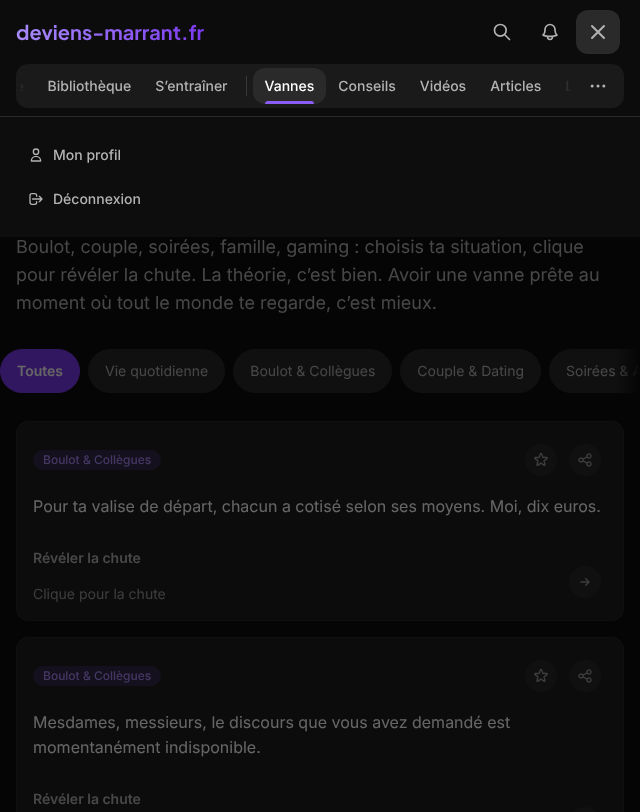 deviens-marrant.fr
Bibliothèque S’entraîner Vannes Conseils Vidéos Articles
Mon profil
Déconnexion
Boulot, couple, soirées, famille, gaming : choisis ta situation, clique
pour révéler la chute. La théorie, c’est bien. Avoir une vanne prête au
moment où tout le monde te regarde, c’est mieux.
Toutes Vie quotidienne Boulot & Collègues Couple & Dating Soirées &
Boulot & Collègues
Pour ta valise de départ, chacun a cotisé selon ses moyens. Moi, dix euros.
Révéler la chute
Clique pour la chute
Boulot & Collègues
Mesdames, messieurs, le discours que vous avez demandé est
momentanément indisponible.
Révéler la chute